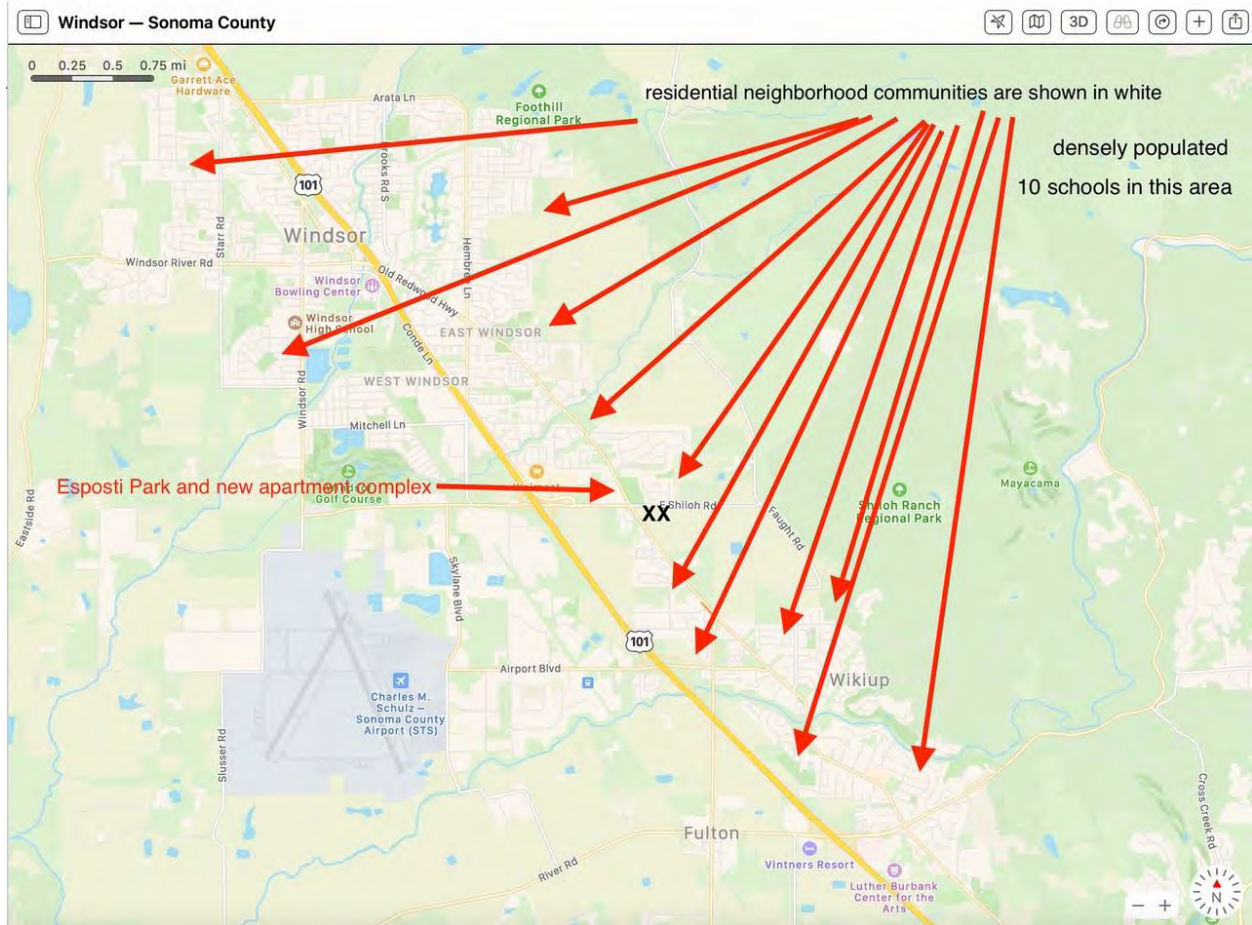 Windsor — Sonoma County
3D
0 0.25 0.5 0.75 mi
Garrett Ace
Hardware
Arata Ln
Foothill
Regional Park
residential neighborhood communities are shown in white
densely populated
10 schools in this area
101
Brooks Rd S
Starr Rd
Windsor
Hembree Ln
Windsor River Rd
Windsor
Bowling Center
Old Redwood Hwy
Windsor
High School
Conde Ln
EAST WINDSOR
WEST WINDSOR
Windsor Rd
Mitchell Ln
Esposti Park and new apartment complex
Golf Course
Eastside Rd
XX
E Shiloh Rd
Faught Rd
Shiloh Ranch
Regional Park
Mayacama
Skylane Blvd
101
Airport Blvd
Wikiup
Charles M.
Schulz –
Sonoma County
Airport (STS)
Slusser Rd
Cross Creek Rd
Fulton
River Rd
Vintners Resort
Luther Burbank
Center for the
Arts
N